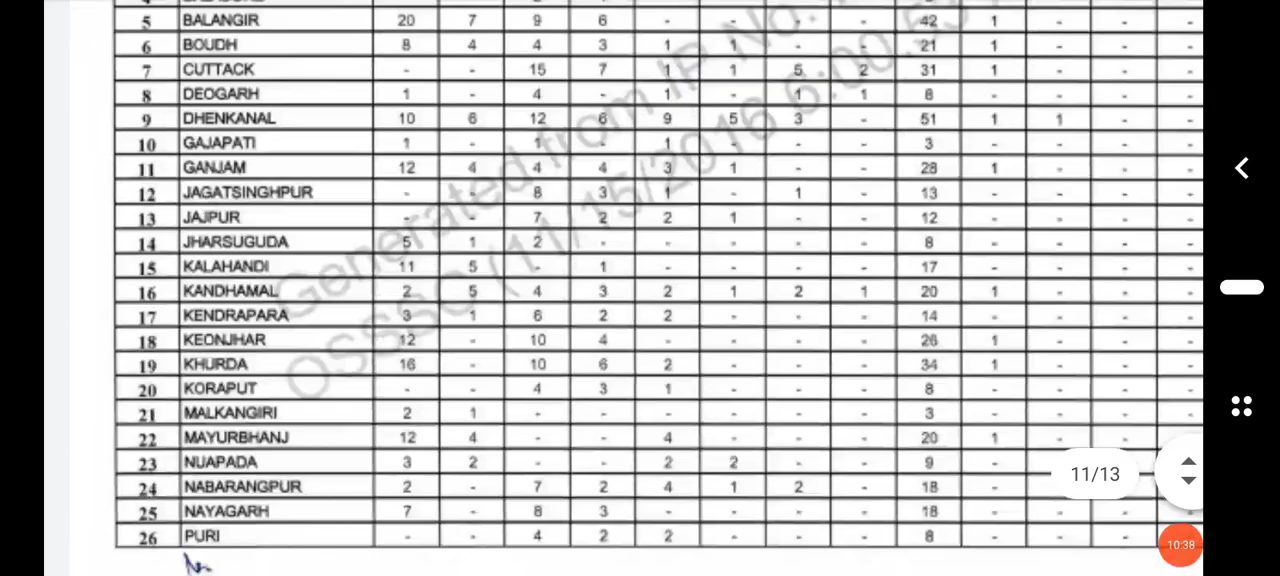 5 BALANGIR 20 7 9 6 - - - - 42 1 - - -
6 BOUDH 8 4 4 3 1 1 - - 21 1 - - -
7 CUTTACK - - 15 7 1 1 5 2 31 1 - - -
8 DEOGARH 1 - 4 - 1 - 1 1 8 - - - -
9 DHENKANAL 10 6 12 6 9 5 3 - 51 1 1 - -
10 GAJAPATI 1 - 1 - 1 - - - 3 - - - -
11 GANJAM 12 4 4 4 3 1 - - 28 1 - - -
12 JAGATSINGHPUR - - 8 3 1 - 1 - 13 - - - -
13 JAJPUR - - 7 2 2 1 - - 12 - - - -
14 JHARSUGUDA 5 1 2 - - - - - 8 - - - -
15 KALAHANDI 11 5 - 1 - - - - 17 - - - -
16 KANDHAMAL 2 5 4 3 2 1 2 1 20 1 - - -
17 KENDRAPARA 3 1 6 2 2 - - - 14 - - - -
18 KEONJHAR 12 - 10 4 - - - - 26 1 - - -
19 KHURDA 16 - 10 6 2 - - - 34 1 - - -
20 KORAPUT - - 4 3 1 - - - 8 - - - -
21 MALKANGIRI 2 1 - - - - - - 3 - - - -
22 MAYURBHANJ 12 4 - - 4 - - - 20 1 - - -
23 NUAPADA 3 2 - - 2 2 - - 9 -
24 NABARANGPUR 2 - 7 2 4 1 2 - 18 -
25 NAYAGARH 7 - 8 3 - - - - 18 - - - -
26 PURI - - 4 2 2 - - - 8 - - - -
Generated from IP No.
OSSSC (11/15/2016 6:00:53
11/13
10:38